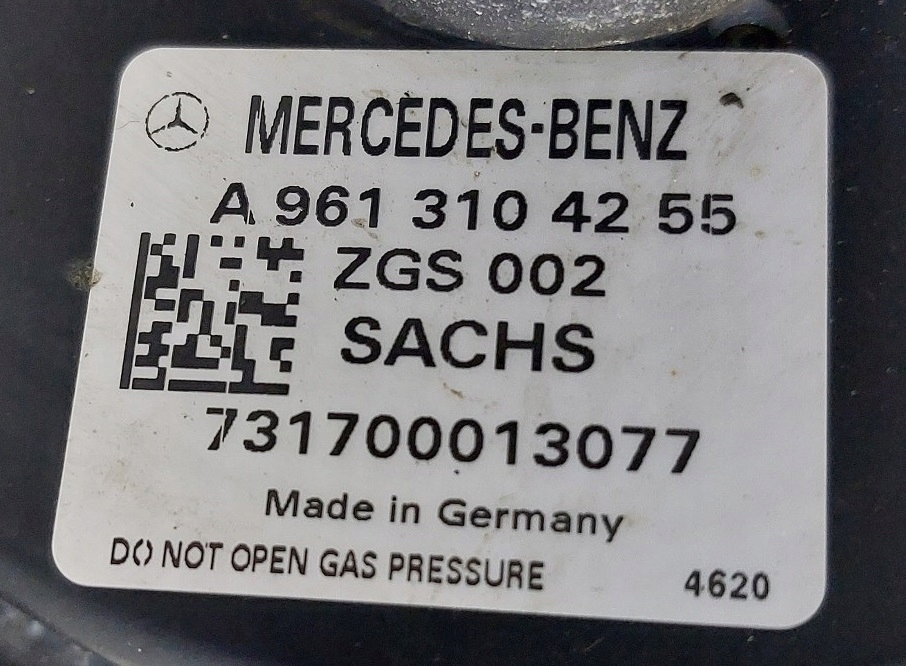 MERCEDES-BENZ
A 961 310 42 55
ZGS 002
SACHS
731700013077
Made in Germany
DO NOT OPEN GAS PRESSURE 4620